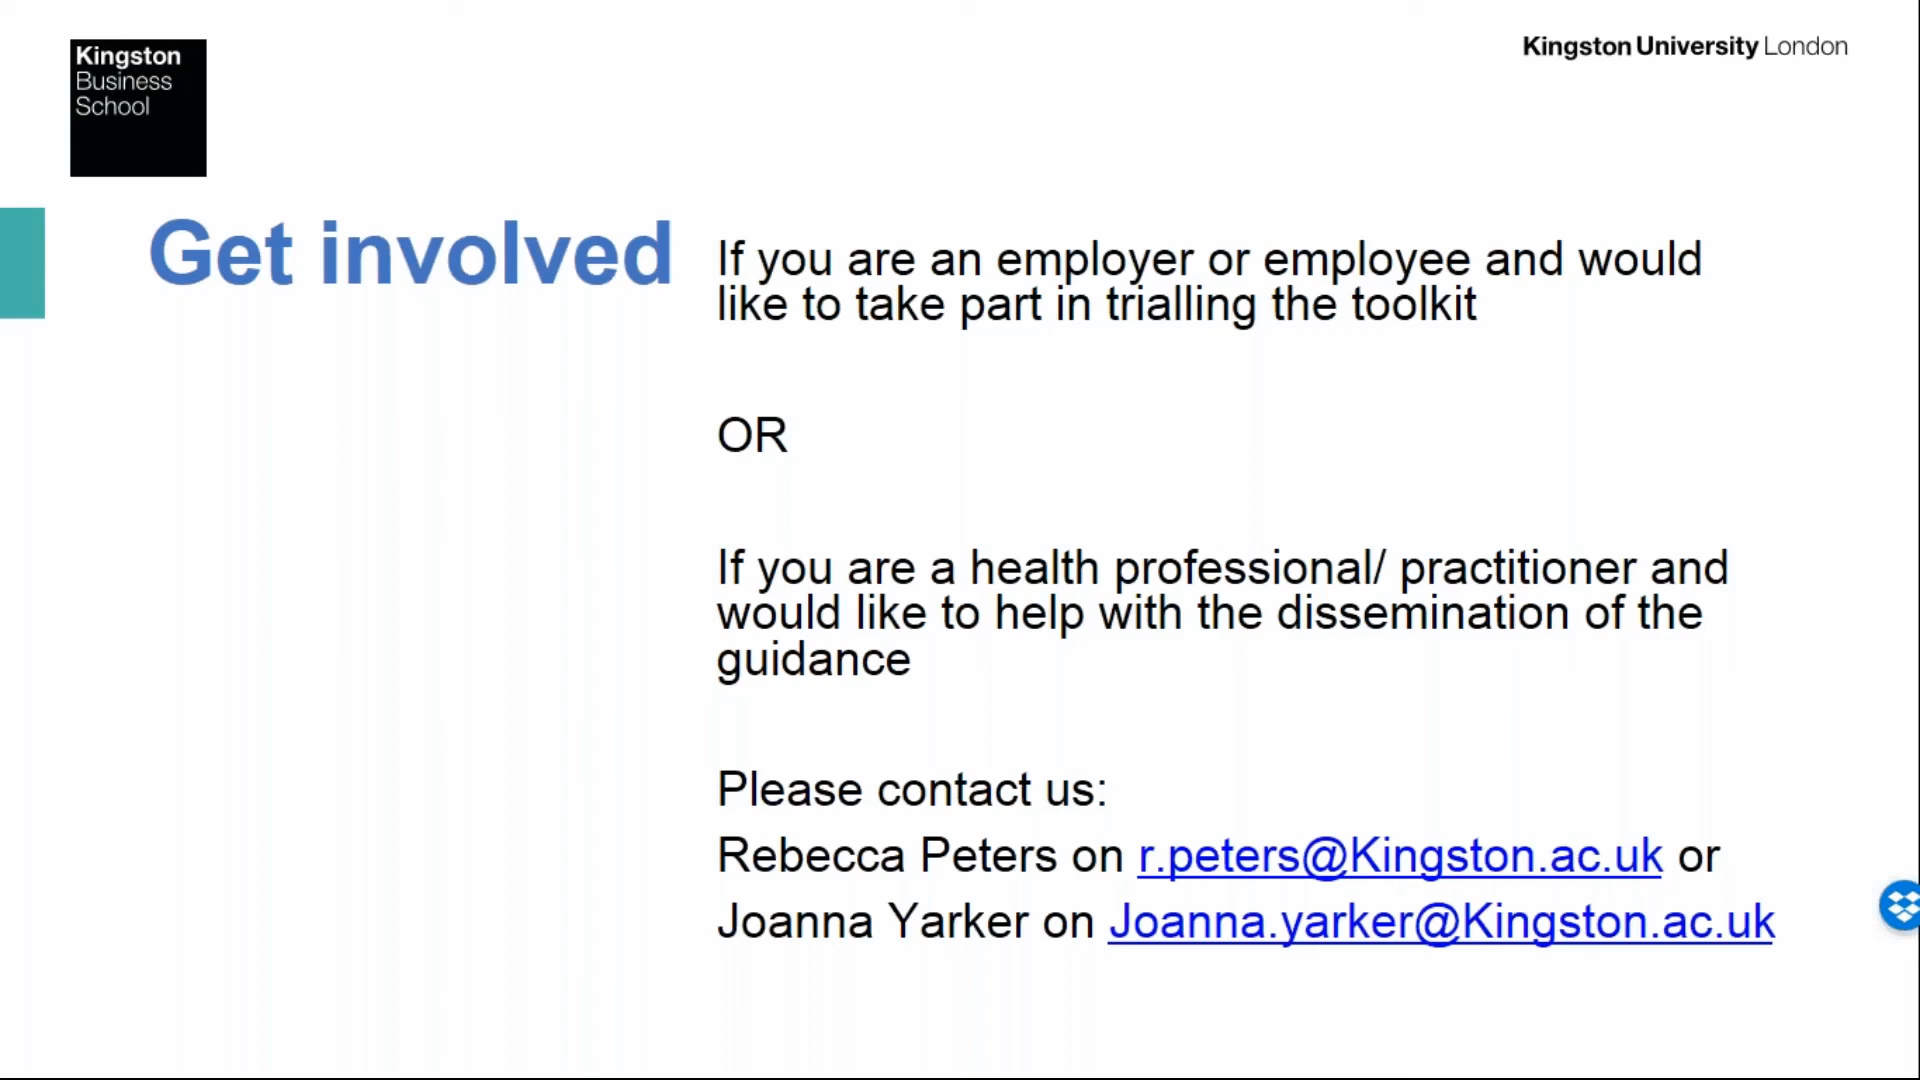 Kingston
Business
School
Kingston University London
Get involved
If you are an employer or employee and would
like to take part in trialling the toolkit
OR
If you are a health professional/ practitioner and
would like to help with the dissemination of the
guidance
Please contact us:
Rebecca Peters on r.peters@Kingston.ac.uk or
Joanna Yarker on Joanna.yarker@Kingston.ac.uk